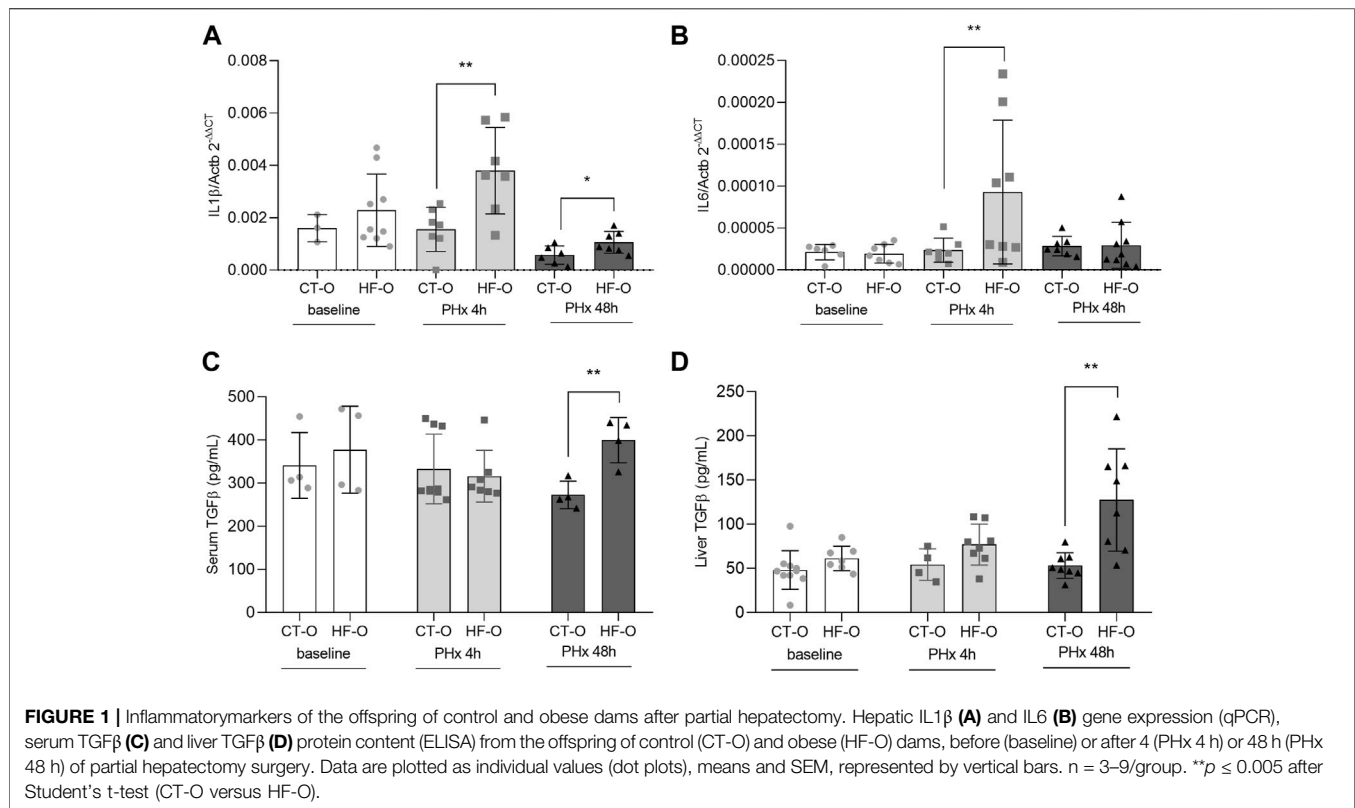 A
IL1β/Actb 2^-ΔΔCT
0.008
0.006
0.004
0.002
0.000
**
*
CT-O HF-O CT-O HF-O CT-O HF-O
baseline PHx 4h PHx 48h
B
IL6/Actb 2^-ΔΔCT
0.00025
0.00020
0.00015
0.00010
0.00005
0.00000
**
CT-O HF-O CT-O HF-O CT-O HF-O
baseline PHx 4h PHx 48h
C
Serum TGFβ (pg/mL)
500
400
300
200
100
0
**
CT-O HF-O CT-O HF-O CT-O HF-O
baseline PHx 4h PHx 48h
D
Liver TGFβ (pg/mL)
250
200
150
100
50
0
**
CT-O HF-O CT-O HF-O CT-O HF-O
baseline PHx 4h PHx 48h
FIGURE 1 | Inflammatorymarkers of the offspring of control and obese dams after partial hepatectomy. Hepatic IL1β (A) and IL6 (B) gene expression (qPCR),
serum TGFβ (C) and liver TGFβ (D) protein content (ELISA) from the offspring of control (CT-O) and obese (HF-O) dams, before (baseline) or after 4 (PHx 4 h) or 48 h (PHx
48 h) of partial hepatectomy surgery. Data are plotted as individual values (dot plots), means and SEM, represented by vertical bars. n = 3–9/group. **p ≤ 0.005 after
Student's t-test (CT-O versus HF-O).